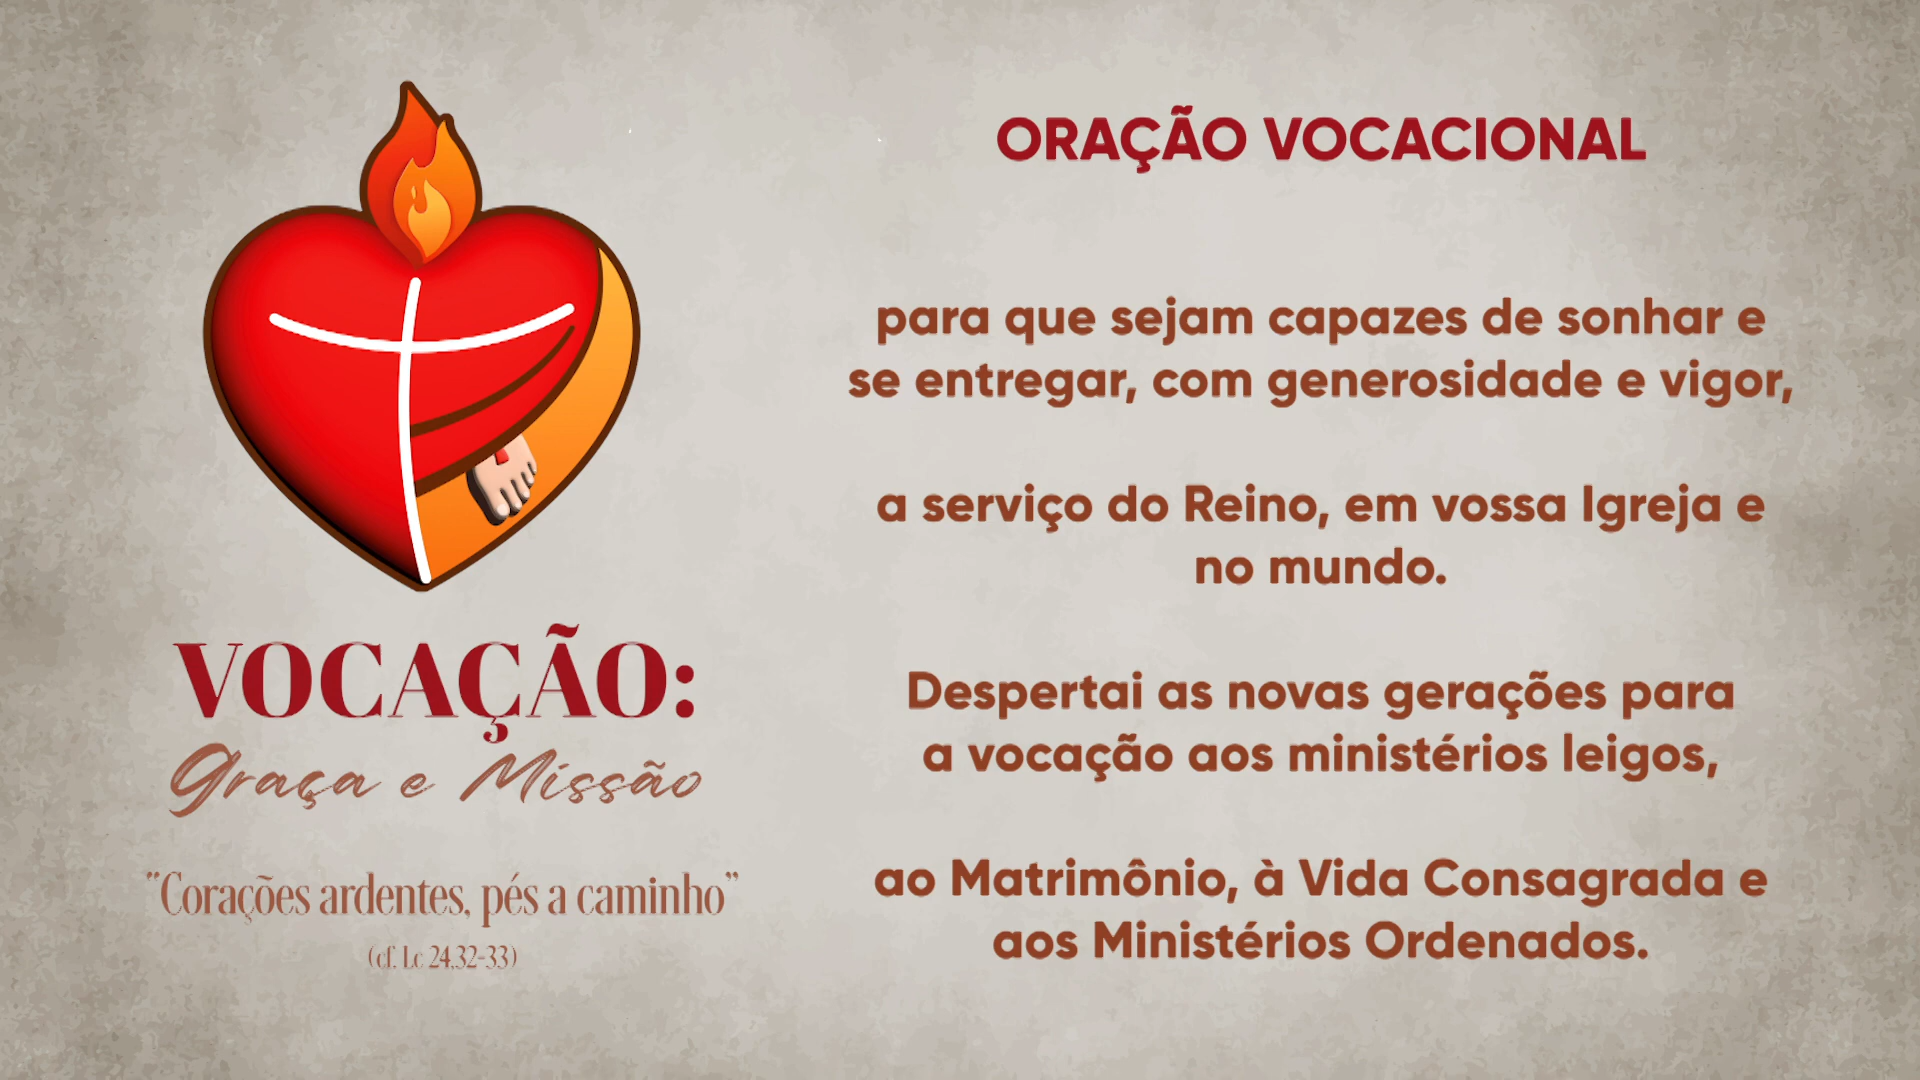 VOCAÇÃO:
Graça e Missão
"Corações ardentes, pés a caminho"
(cf. Lc 24,32-33)
ORAÇÃO VOCACIONAL
para que sejam capazes de sonhar e
se entregar, com generosidade e vigor,
a serviço do Reino, em vossa Igreja e
no mundo.
Despertai as novas gerações para
a vocação aos ministérios leigos,
ao Matrimônio, à Vida Consagrada e
aos Ministérios Ordenados.